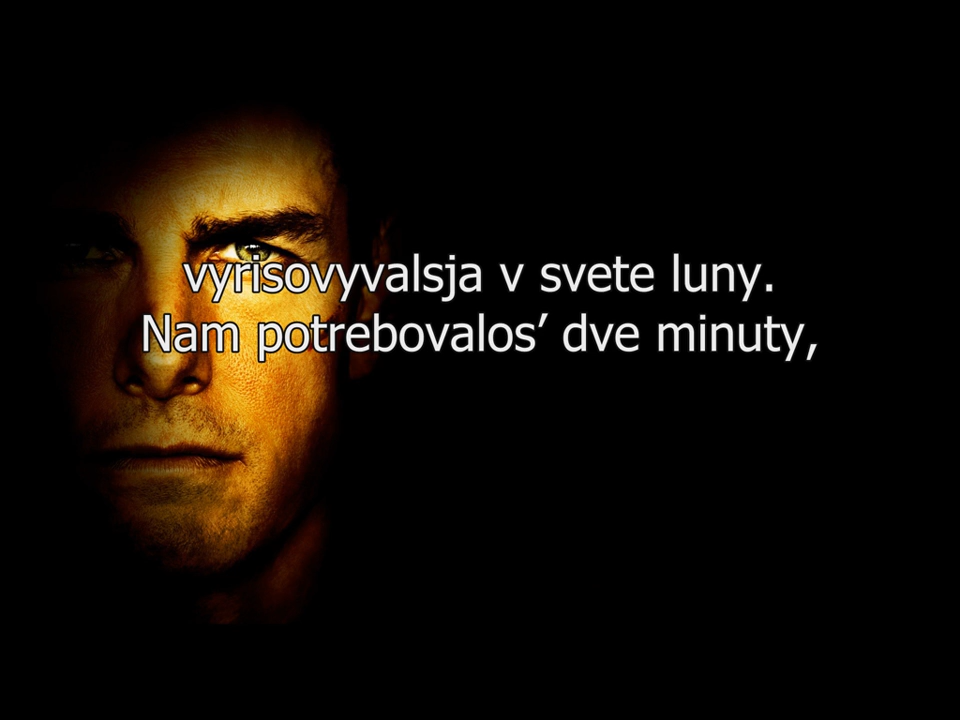 vyrisovyvalsja v svete luny.
Nam potrebovalos’ dve minuty,